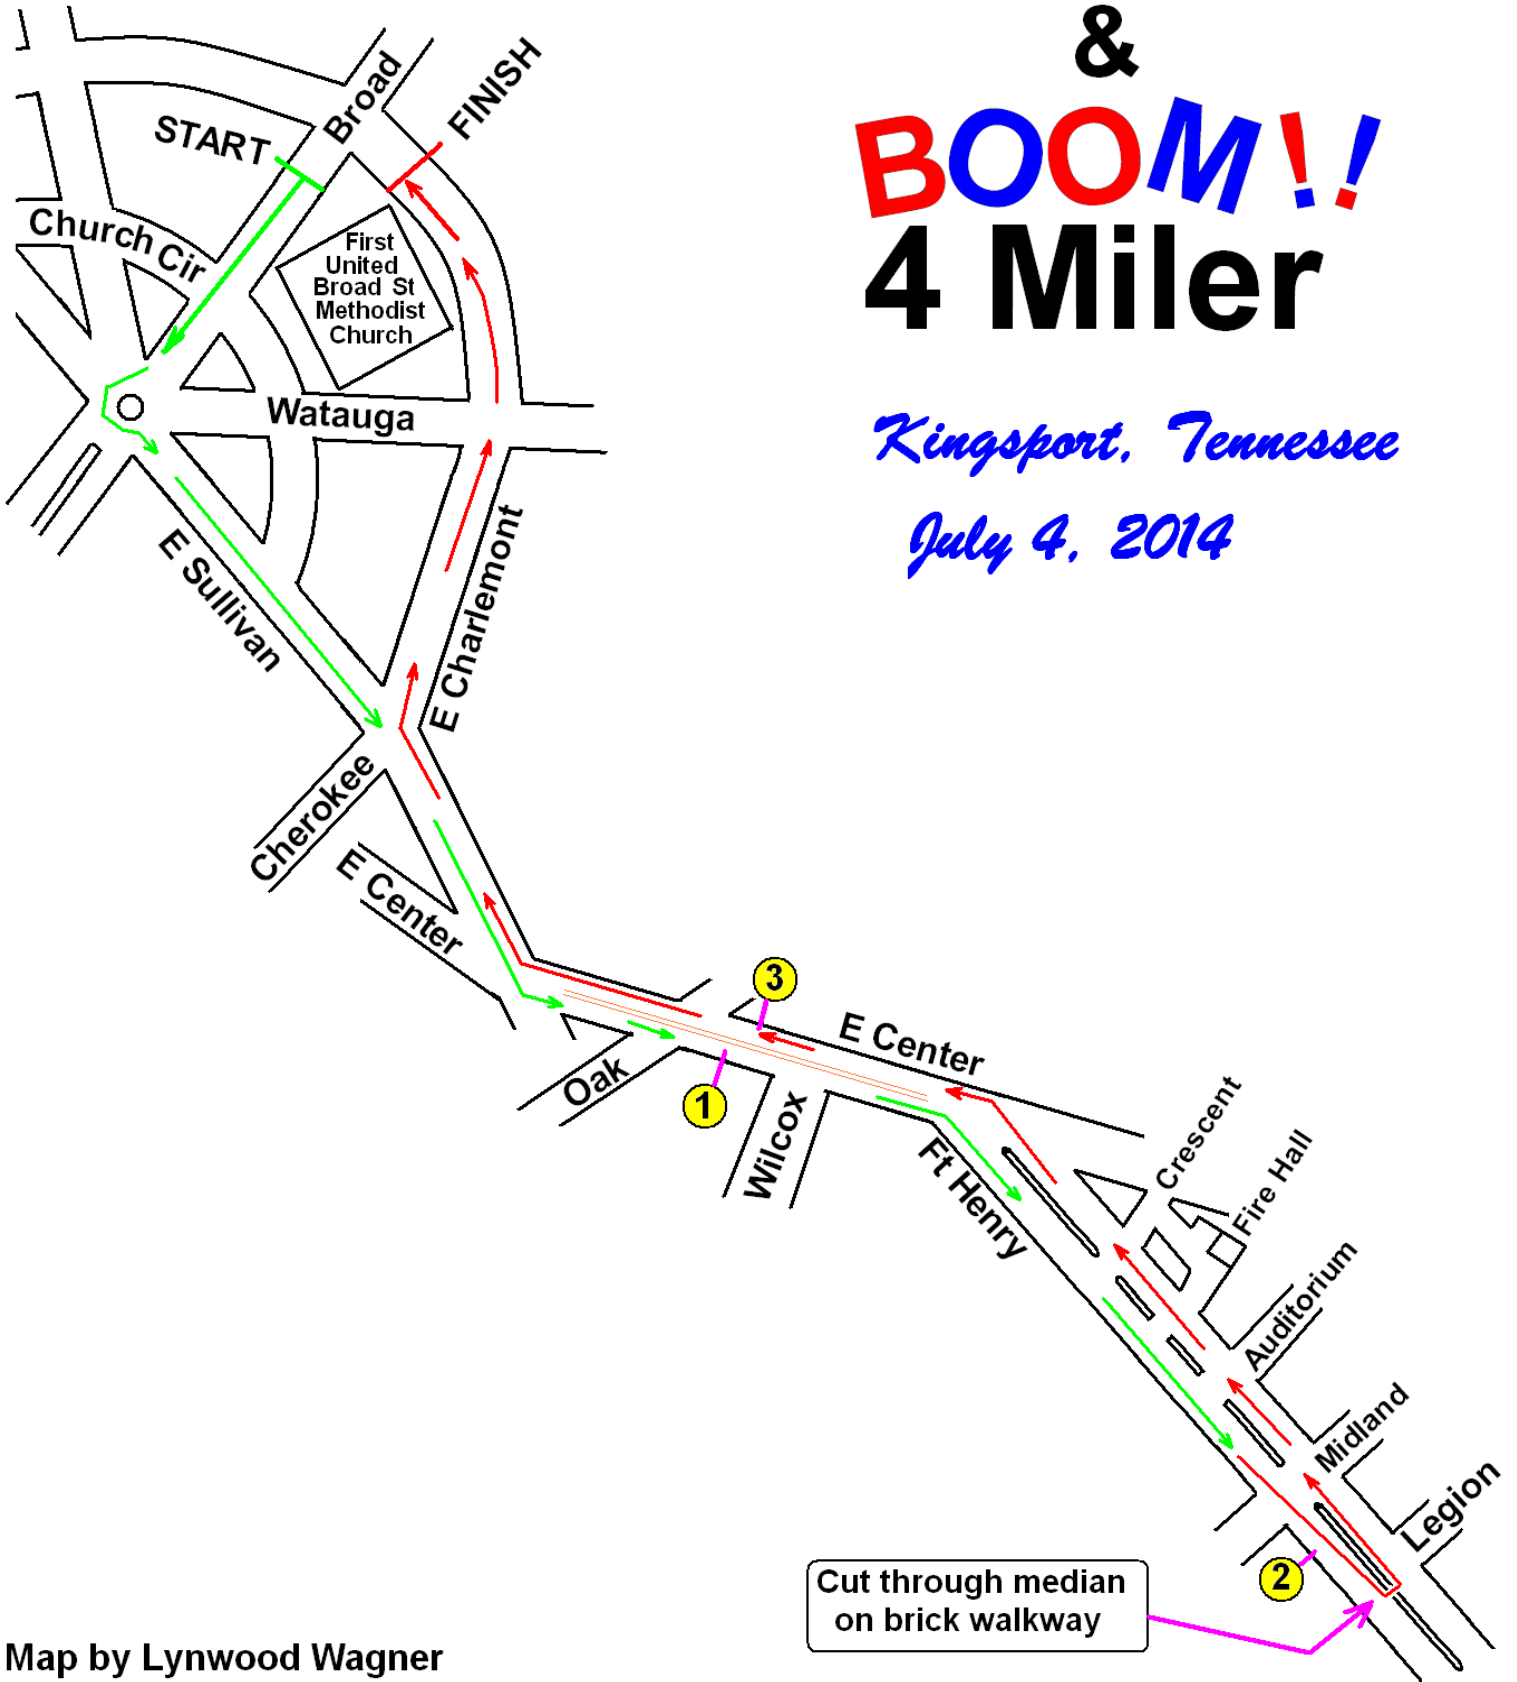 &
BOOM!!
4 Miler
Kingsport, Tennessee
July 4, 2014
Broad
FINISH
START
Church Cir
First
United
Broad St
Methodist
Church
Watauga
E Sullivan
E Charlemont
Cherokee
E Center
3
E Center
Oak
1
Wilcox
Ft Henry
Crescent
Fire Hall
Auditorium
Midland
Legion
2
Cut through median
on brick walkway
Map by Lynwood Wagner